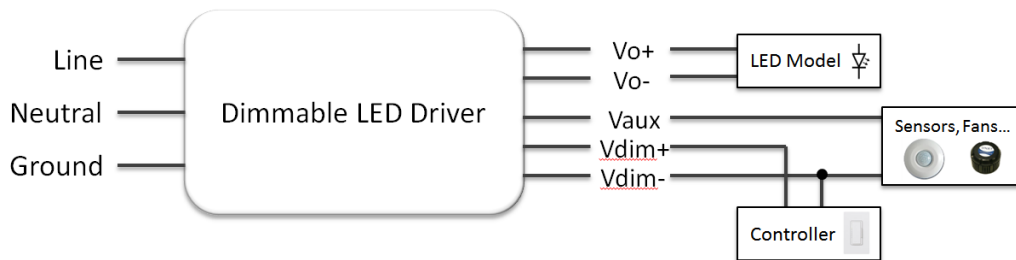 Line
Neutral
Ground
Dimmable LED Driver
Vo+
Vo-
Vaux
Vdim+
Vdim-
LED Model
Sensors, Fans...
Controller